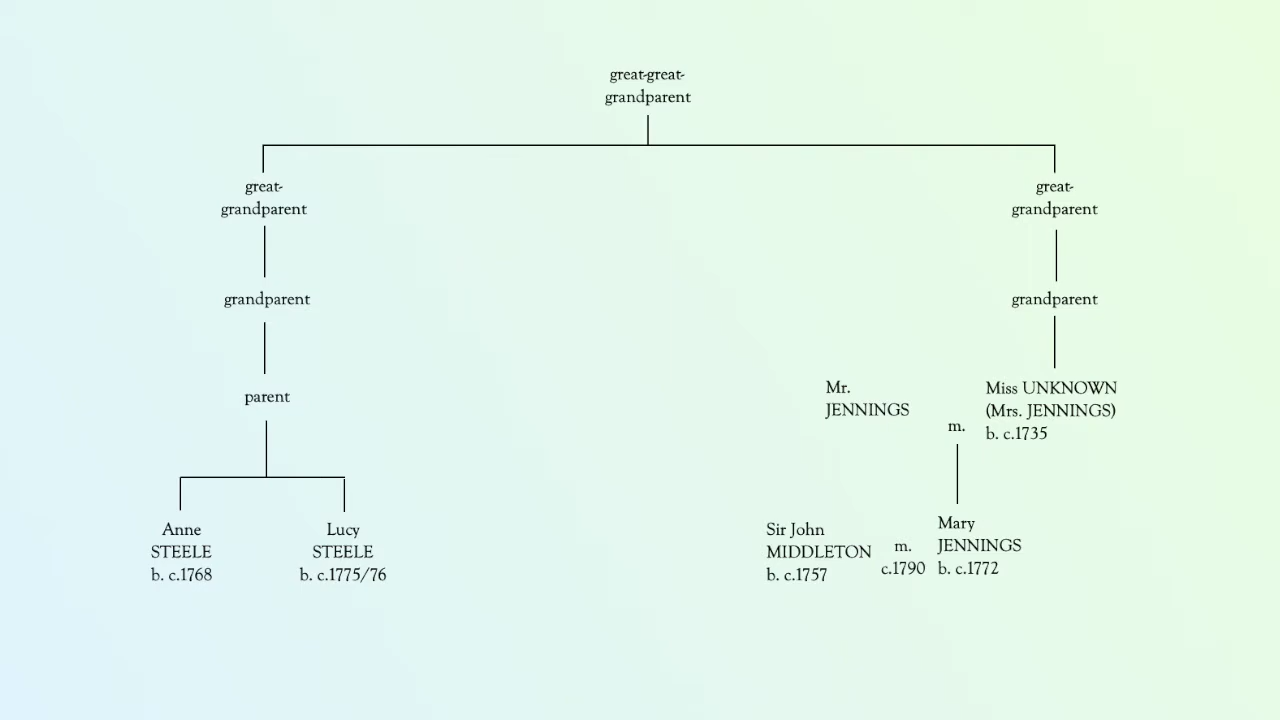 great-great-
grandparent
great-
grandparent
great-
grandparent
grandparent
grandparent
parent
Mr.
JENNINGS
m.
Miss UNKNOWN
(Mrs. JENNINGS)
b. c.1735
Anne
STEELE
b. c.1768
Lucy
STEELE
b. c.1775/76
Sir John
MIDDLETON
b. c.1757
m.
c.1790
Mary
JENNINGS
b. c.1772